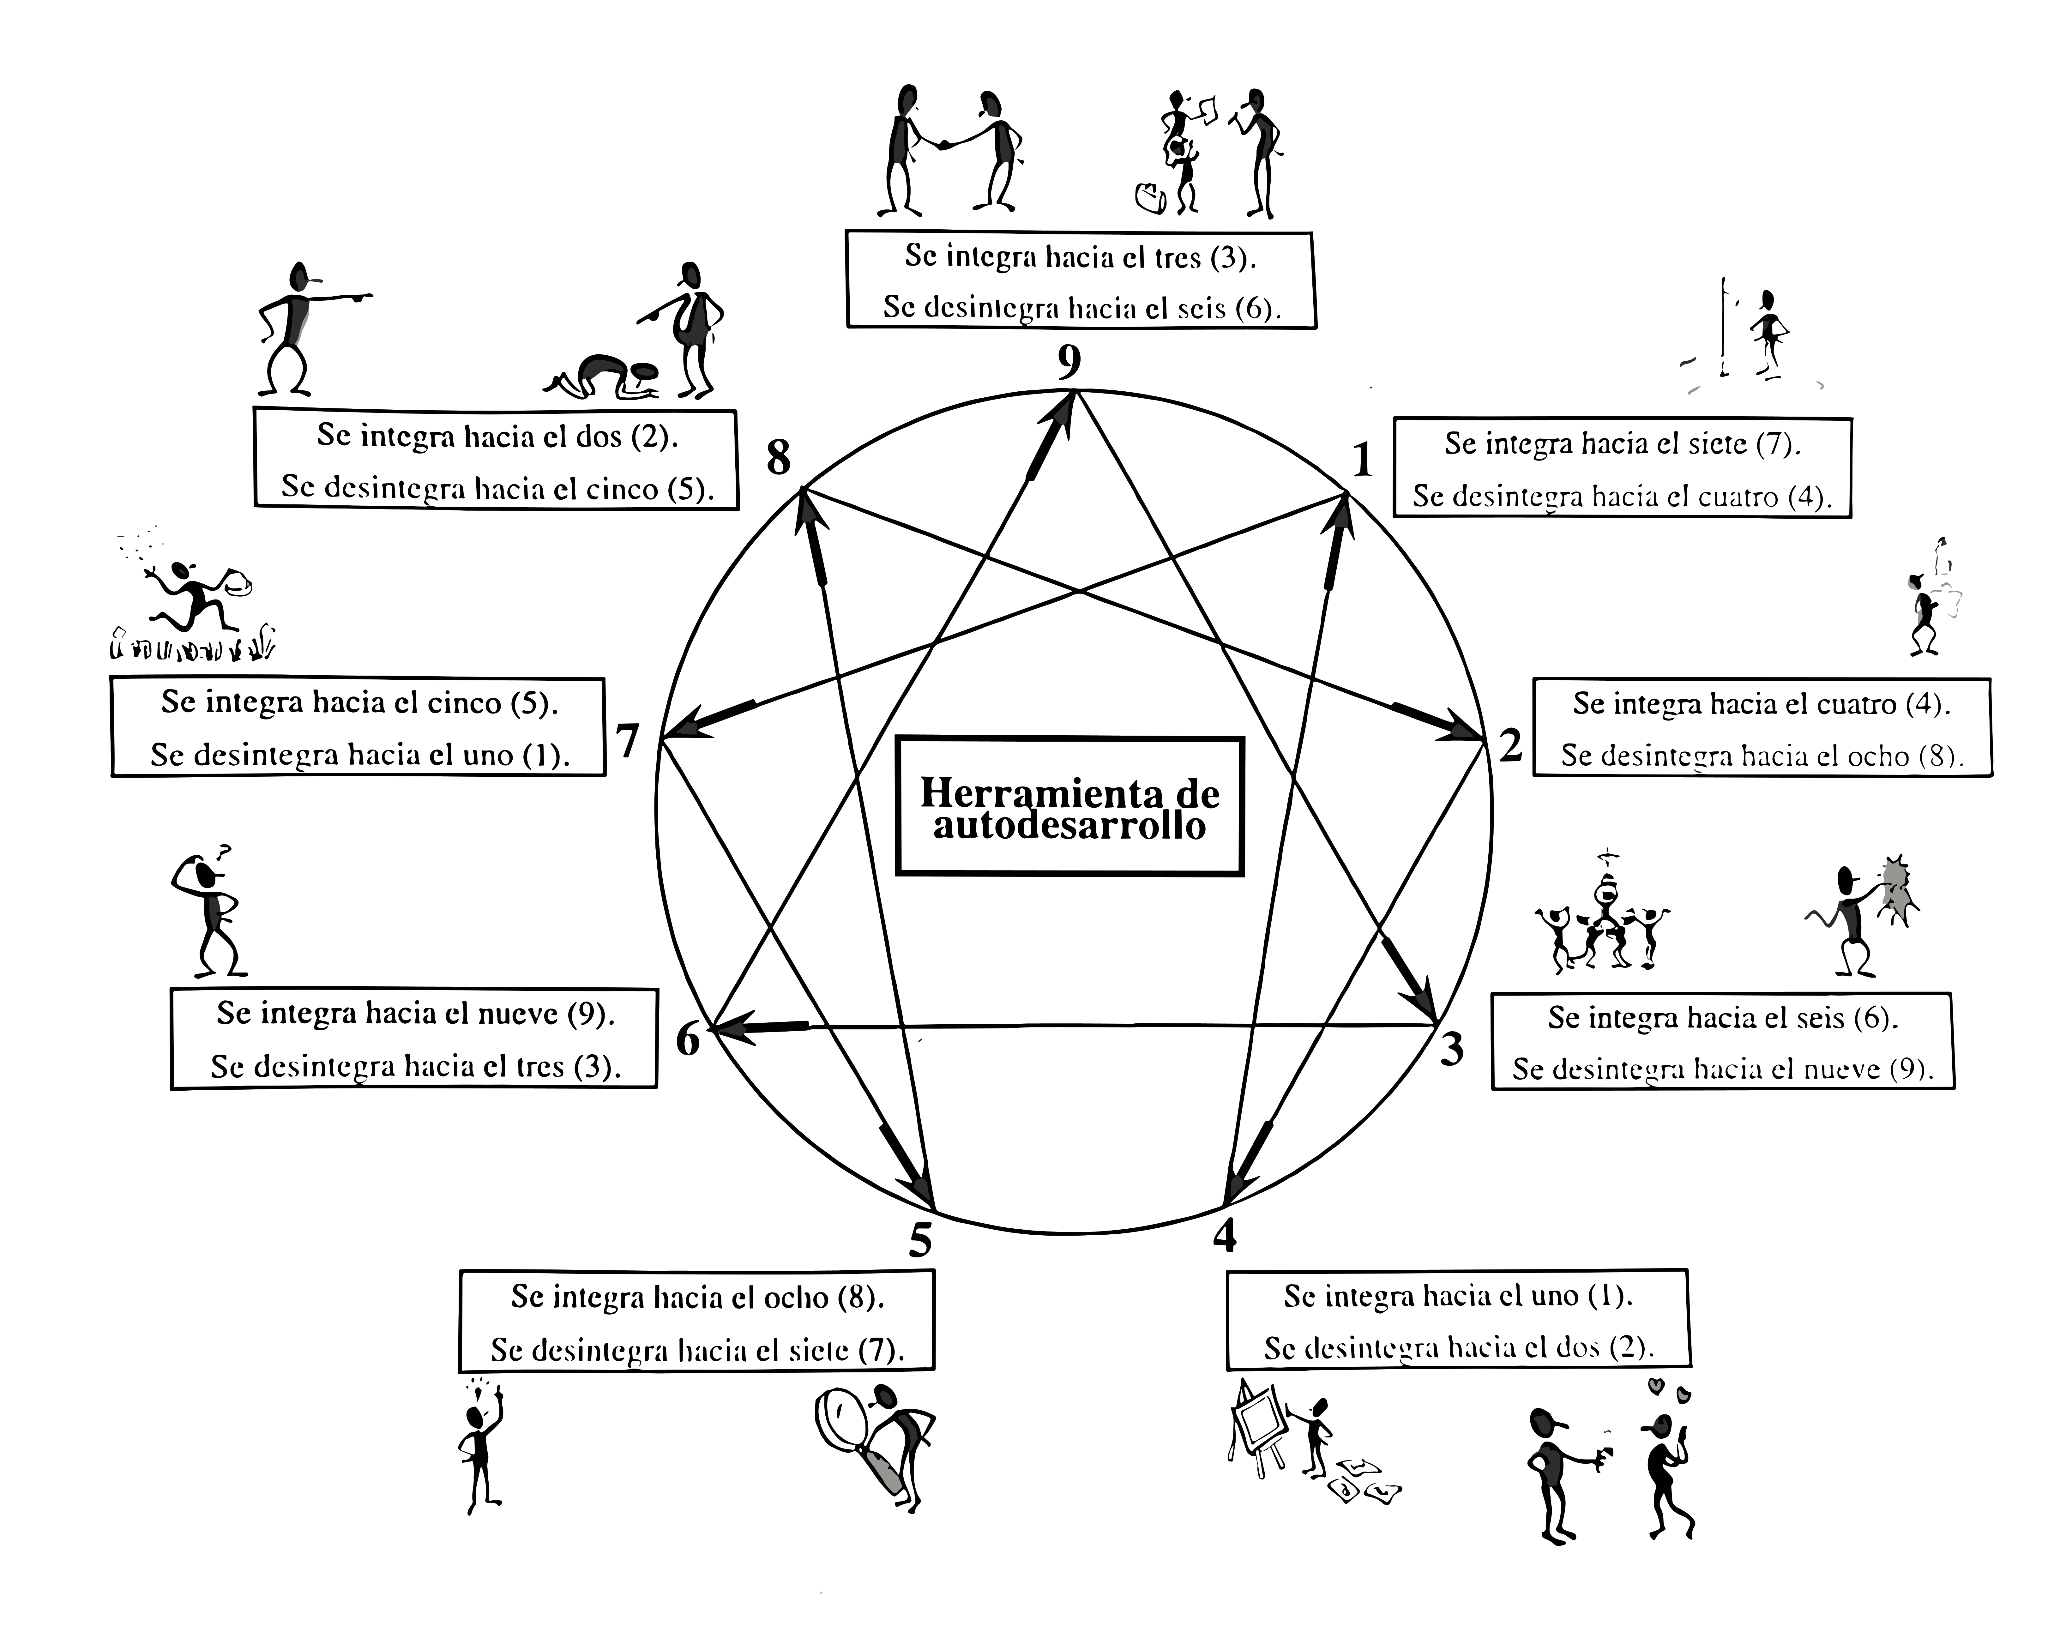 Se integra hacia el tres (3).
Se desintegra hacia el seis (6).
9
Se integra hacia el dos (2).
Se desintegra hacia el cinco (5).
8
1
Se integra hacia el siete (7).
Se desintegra hacia el cuatro (4).
Se integra hacia el cinco (5).
Se desintegra hacia el uno (1).
7
2
Se integra hacia el cuatro (4).
Se desintegra hacia el ocho (8).
Herramienta de
autodesarrollo
?
Se integra hacia el nueve (9).
Se desintegra hacia el tres (3).
6
3
Se integra hacia el seis (6).
Se desintegra hacia el nueve (9).
5
4
Se integra hacia el ocho (8).
Se desintegra hacia el siete (7).
Se integra hacia el uno (1).
Se desintegra hacia el dos (2).